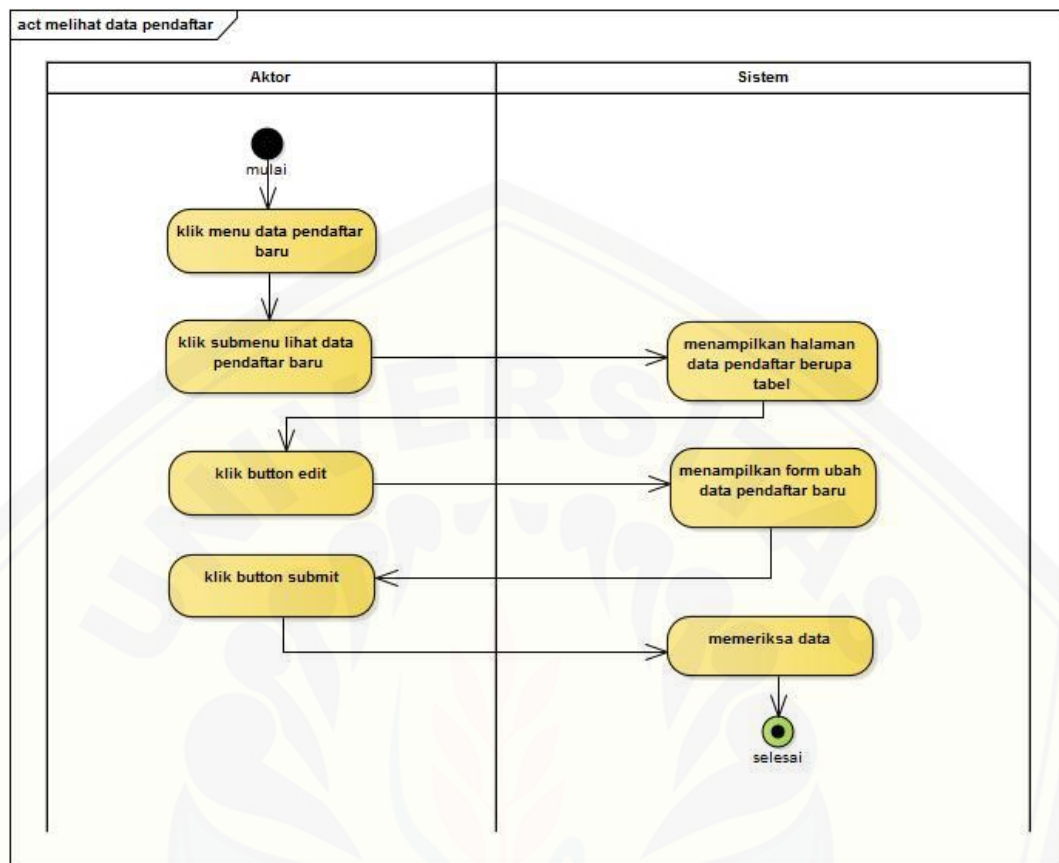 act melihat data pendaftar
Aktor
Sistem
mulai
klik menu data pendaftar
baru
klik submenu lihat data
pendaftar baru
menampilkan halaman
data pendaftar berupa
tabel
klik button edit
menampilkan form ubah
data pendaftar baru
klik button submit
memeriksa data
selesai
UNIVERSITAS